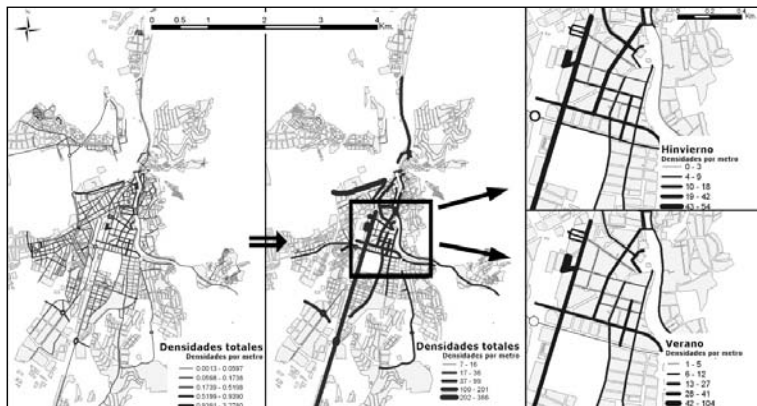 0 0.5 1 2 3 4
Km.
Densidades totales
Densidades por metro
0.0013 - 0.0597
0.0598 - 0.1736
0.1739 - 0.5198
0.5199 - 0.9390
Densidades totales
Densidades por metro
7 - 16
17 - 36
37 - 99
202 - 366
0 0.2 0.4
Km.
Hinvierno
Densidades por metro
0 - 3
4 - 9
10 - 18
19 - 42
43 - 54
Verano
Densidades por metro
1 - 5
6 - 12
13 - 27
28 - 41
42 - 104